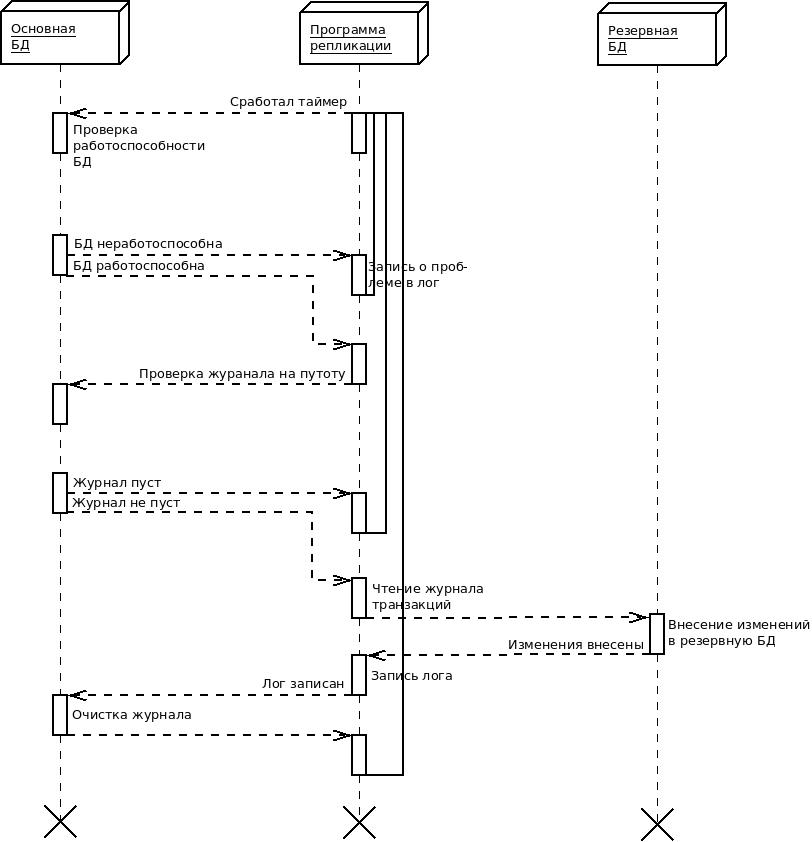 Основная
БД
Программа
репликации
Резервная
БД
Сработал таймер
Проверка
работоспособности
БД
БД неработоспособна
БД работоспособна
Запись о проб-
леме в лог
Проверка журанала на путоту
Журнал пуст
Журнал не пуст
Чтение журнала
транзакций
Внесение изменений
в резервную БД
Изменения внесены
Запись лога
Лог записан
Очистка журнала